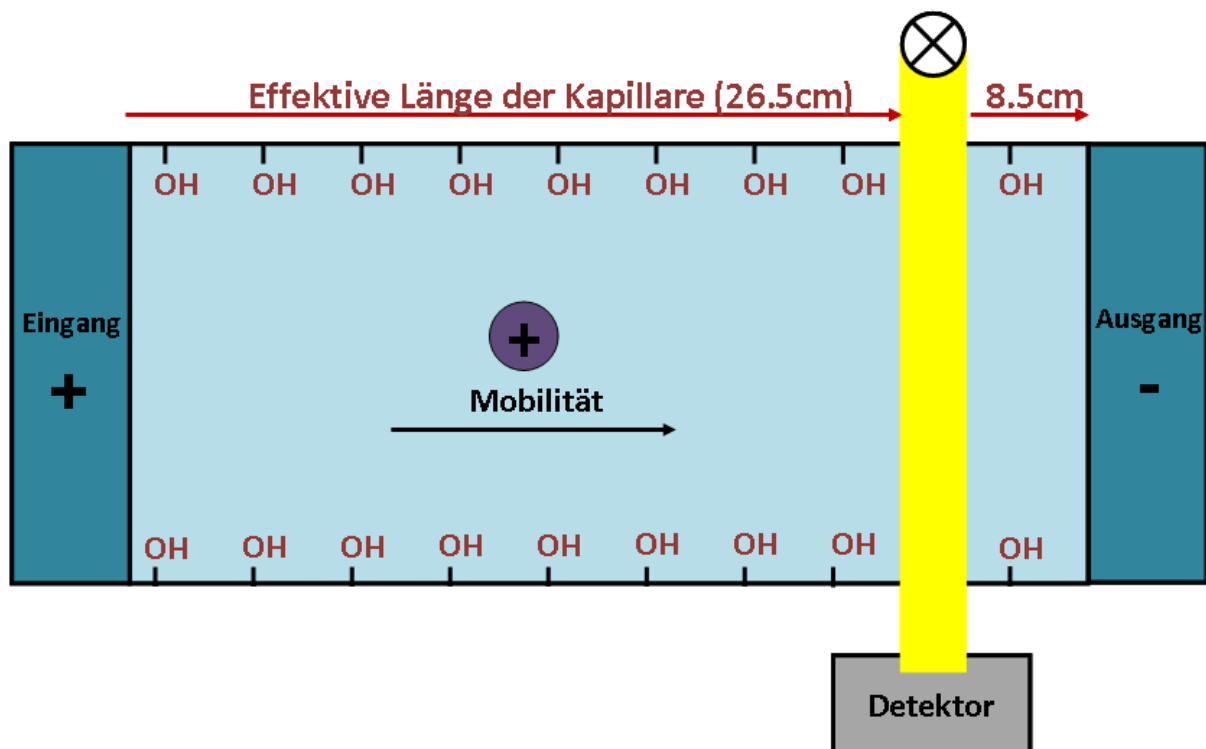 Effektive Länge der Kapillare (26.5cm) 8.5cm
OH OH OH OH OH OH OH OH OH
Eingang
+
+
Mobilität
Ausgang
-
OH OH OH OH OH OH OH OH OH
Detektor